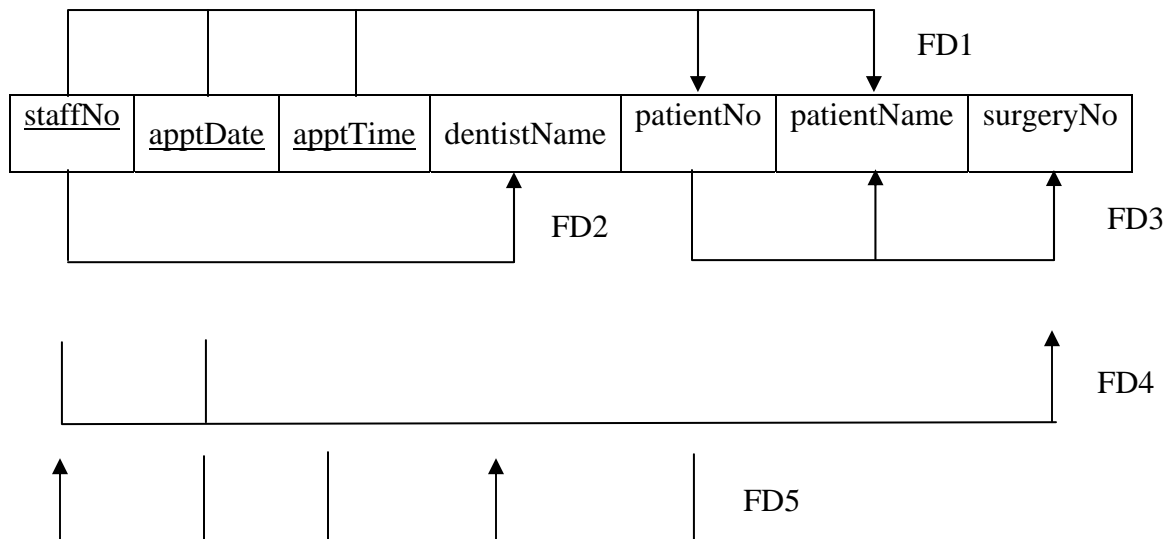 FD1
staffNo apptDate apptTime dentistName patientNo patientName surgeryNo
FD2 FD3
FD4
FD5